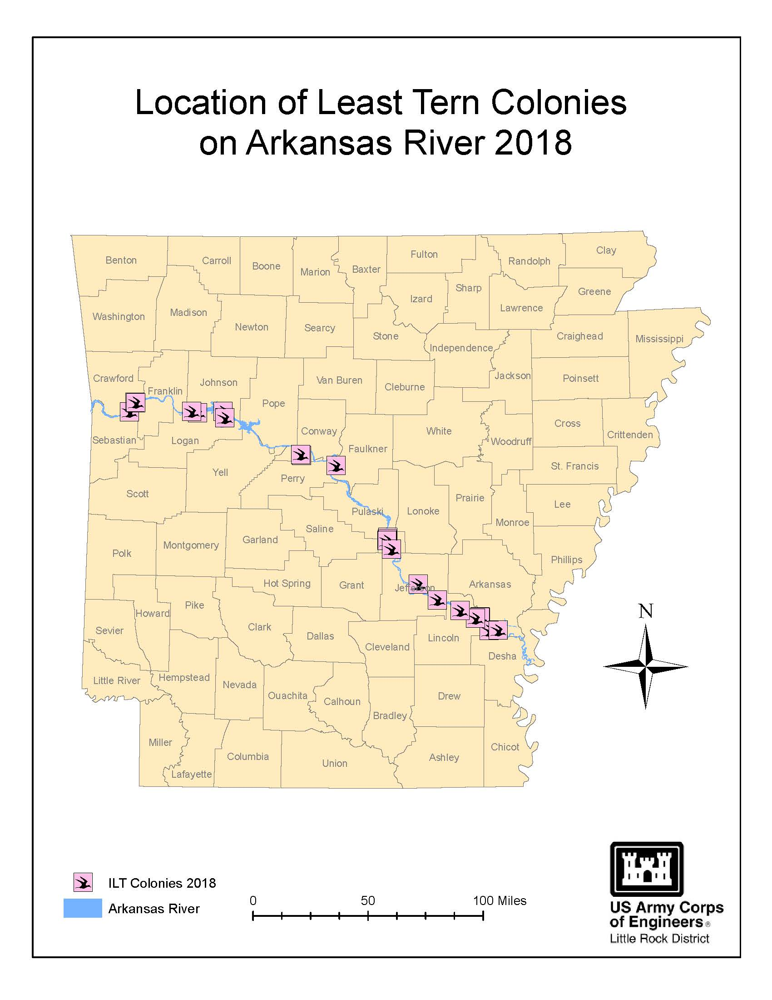 Location of Least Tern Colonies
on Arkansas River 2018
Benton
Carroll
Boone
Marion
Baxter
Fulton
Randolph
Clay
Sharp
Greene
Izard
Lawrence
Washington
Madison
Newton
Searcy
Stone
Independence
Craighead
Mississippi
Crawford
Franklin
Johnson
Van Buren
Cleburne
Jackson
Poinsett
Pope
Conway
White
Cross
Crittenden
Sebastian
Logan
Faulkner
Woodruff
Yell
Perry
St. Francis
Scott
Prairie
Lee
Pulaski
Lonoke
Monroe
Saline
Garland
Montgomery
Polk
Phillips
Hot Spring
Grant
Jefferson
Arkansas
Pike
Howard
N
Sevier
Clark
Dallas
Lincoln
Cleveland
Desha
Little River
Hempstead
Nevada
Ouachita
Calhoun
Drew
Bradley
Miller
Chicot
Columbia
Union
Ashley
Lafayette
ILT Colonies 2018
Arkansas River
0 50 100 Miles
US Army Corps
of Engineers®
Little Rock District